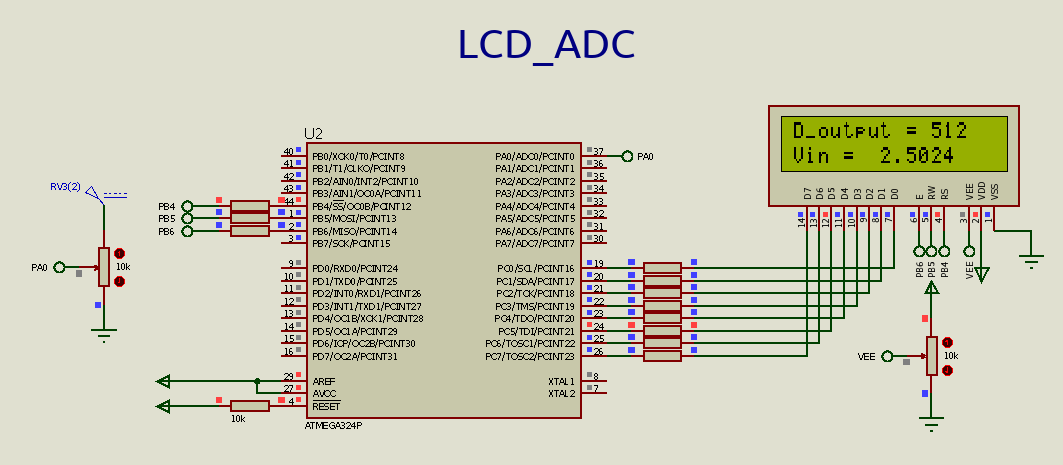 LCD_ADC
U2
D_output = 512
Vin = 2.5024
RV3(2)
PA0
10k
PB4
PB5
PB6
40 PB0/XCK0/T0/PCINT8
41 PB1/T1/CLKO/PCINT9
42 PB2/AIN0/INT2/PCINT10
43 PB3/AIN1/OC0A/PCINT11
44 PB4/SS/OC0B/PCINT12
1 PB5/MOSI/PCINT13
2 PB6/MISO/PCINT14
3 PB7/SCK/PCINT15
9 PD0/RXD0/PCINT24
10 PD1/TXD0/PCINT25
11 PD2/INT0/RXD1/PCINT26
12 PD3/INT1/TXD1/PCINT27
13 PD4/OC1B/XCK1/PCINT28
14 PD5/OC1A/PCINT29
15 PD6/ICP/OC2B/PCINT30
16 PD7/OC2A/PCINT31
29 AREF
27 AVCC
4 RESET
10k
ATMEGA324P
PA0/ADC0/PCINT0 37
PA1/ADC1/PCINT1 36
PA2/ADC2/PCINT2 35
PA3/ADC3/PCINT3 34
PA4/ADC4/PCINT4 33
PA5/ADC5/PCINT5 32
PA6/ADC6/PCINT6 31
PA7/ADC7/PCINT7 30
PC0/SCL/PCINT16 19
PC1/SDA/PCINT17 20
PC2/TCK/PCINT18 21
PC3/TMS/PCINT19 22
PC4/TDO/PCINT20 23
PC5/TDI/PCINT21 24
PC6/TOSC1/PCINT22 25
PC7/TOSC2/PCINT23 26
XTAL1 8
XTAL2 7
PA0
D7 D6 D5 D4 D3 D2 D1 D0 E RW RS VEE VDD VSS
14 13 12 11 10 9 8 7 6 5 4 3 2 1
PB6 PB5 PB4 VEE
VEE
10k